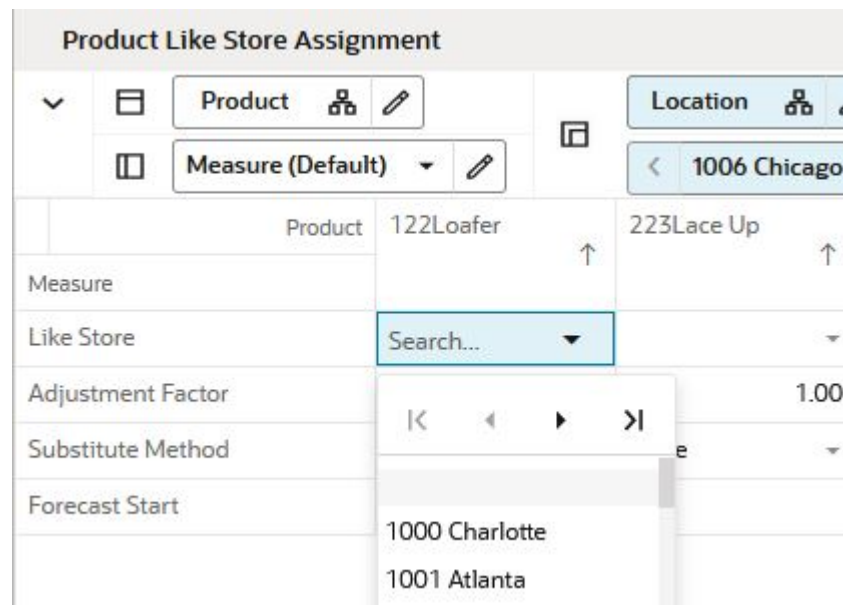 Product Like Store Assignment
Product
Location
Measure (Default)
1006 Chicago
Product
122Loafer
223Lace Up
Measure
Like Store
Search...
Adjustment Factor
1.00
Substitute Method
e
Forecast Start
1000 Charlotte
1001 Atlanta